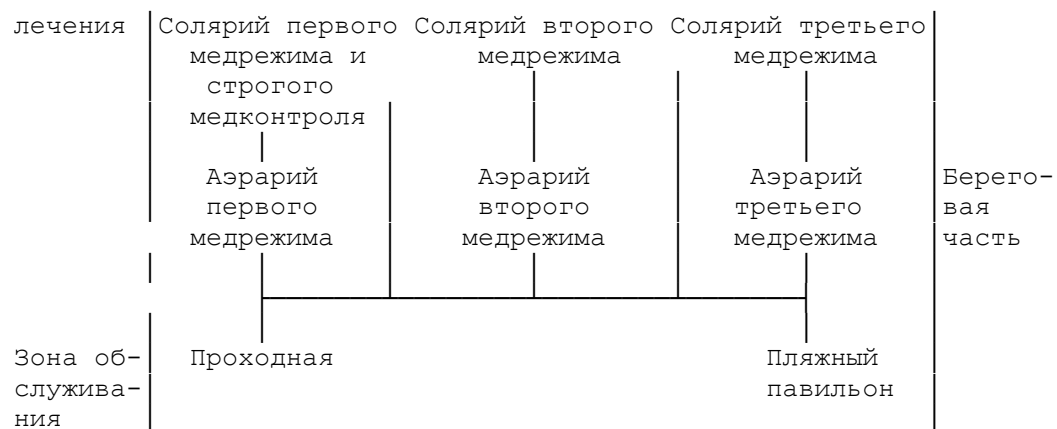 лечения Солярий первого Солярий второго Солярий третьего
медрежима и медрежима медрежима
строгого
медконтроля
Аэрарий Аэрарий Аэрарий Берего-
первого второго третьего вая
медрежима медрежима медрежима часть
Зона об- Проходная Пляжный
служива- павильон
ния